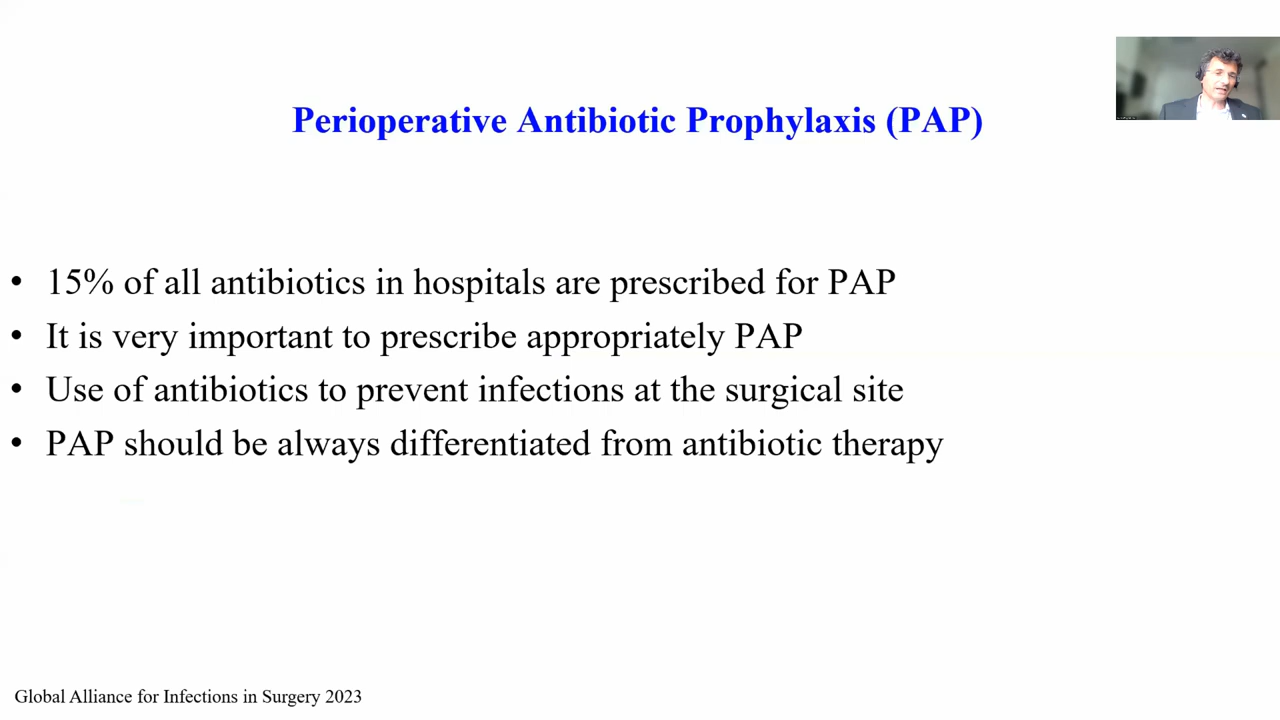 Perioperative Antibiotic Prophylaxis (PAP)
• 15% of all antibiotics in hospitals are prescribed for PAP
• It is very important to prescribe appropriately PAP
• Use of antibiotics to prevent infections at the surgical site
• PAP should be always differentiated from antibiotic therapy
Global Alliance for Infections in Surgery 2023